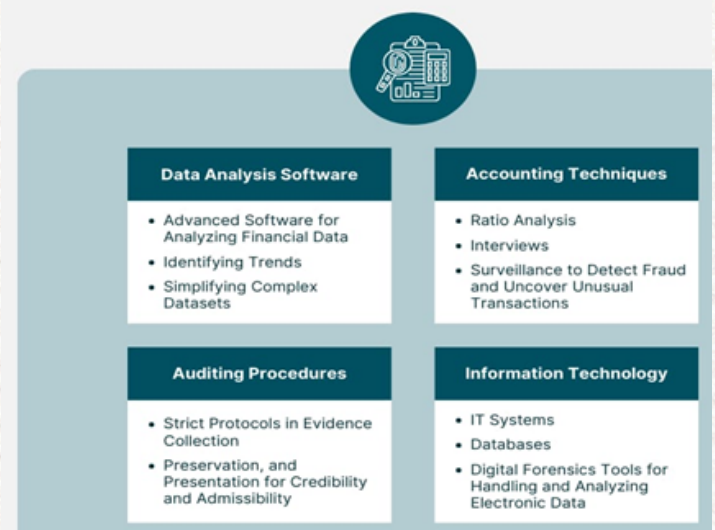 Data Analysis Software
• Advanced Software for
Analyzing Financial Data
• Identifying Trends
• Simplifying Complex
Datasets
Accounting Techniques
• Ratio Analysis
• Interviews
• Surveillance to Detect Fraud
and Uncover Unusual
Transactions
Auditing Procedures
• Strict Protocols in Evidence
Collection
• Preservation, and
Presentation for Credibility
and Admissibility
Information Technology
• IT Systems
• Databases
• Digital Forensics Tools for
Handling and Analyzing
Electronic Data